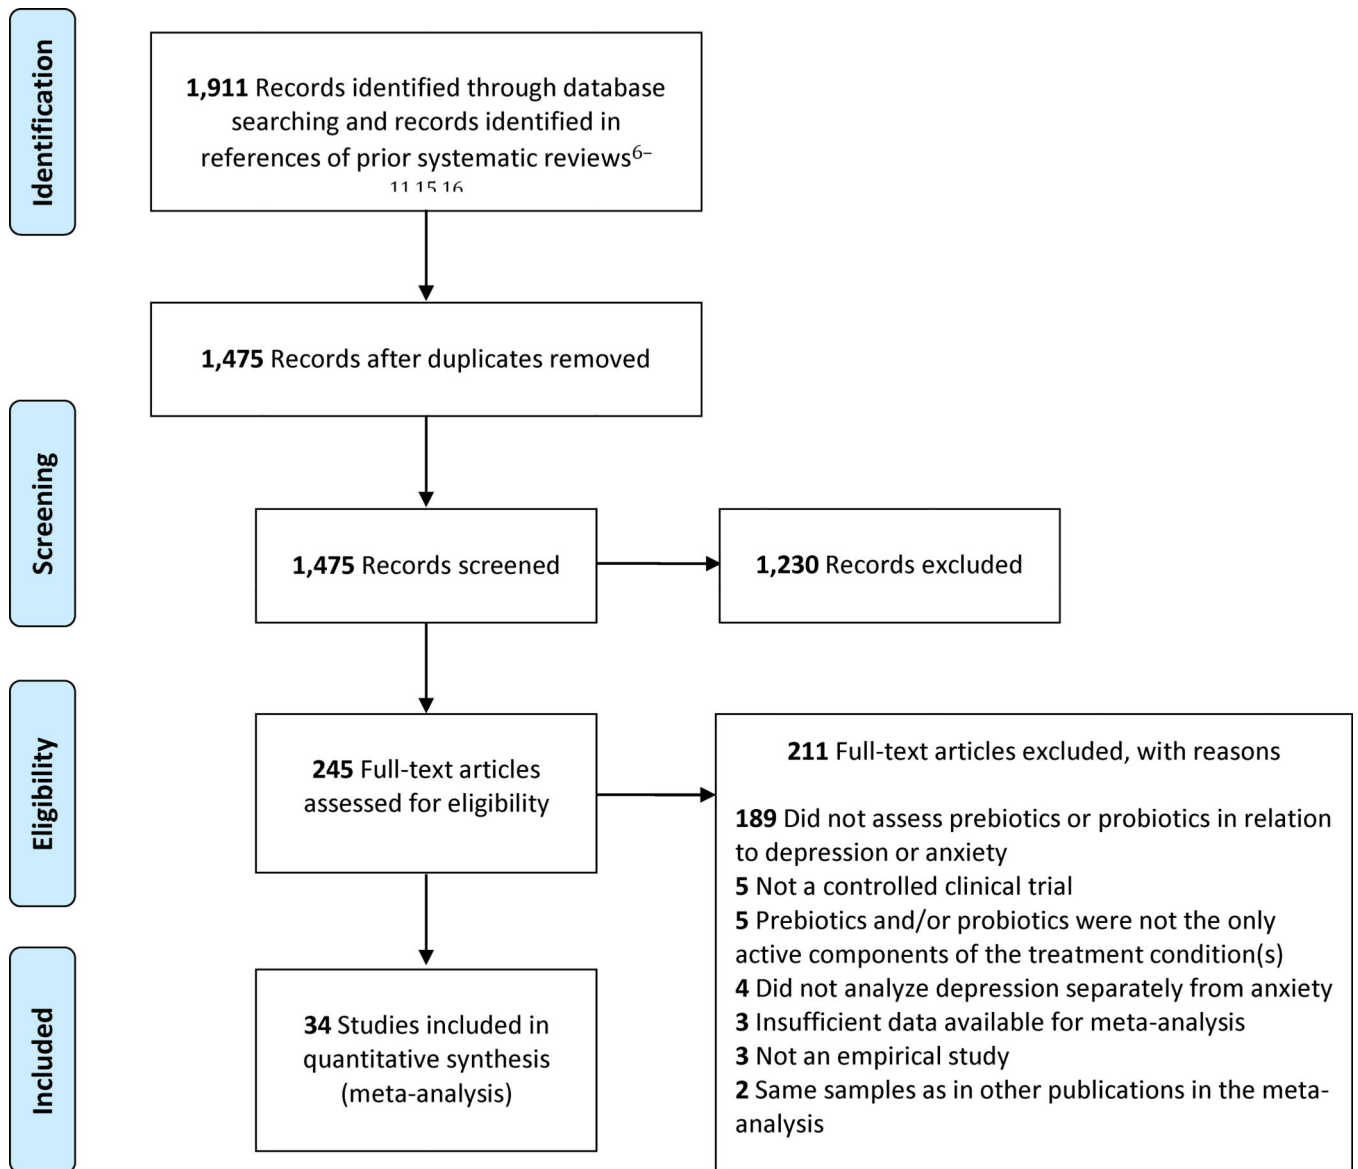 Identification
1,911 Records identified through database
searching and records identified in
references of prior systematic reviews6–
11,15,16
1,475 Records after duplicates removed
Screening
1,475 Records screened
1,230 Records excluded
Eligibility
245 Full-text articles
assessed for eligibility
211 Full-text articles excluded, with reasons
189 Did not assess prebiotics or probiotics in relation
to depression or anxiety
5 Not a controlled clinical trial
5 Prebiotics and/or probiotics were not the only
active components of the treatment condition(s)
4 Did not analyze depression separately from anxiety
3 Insufficient data available for meta-analysis
3 Not an empirical study
2 Same samples as in other publications in the meta-
analysis
Included
34 Studies included in
quantitative synthesis
(meta-analysis)